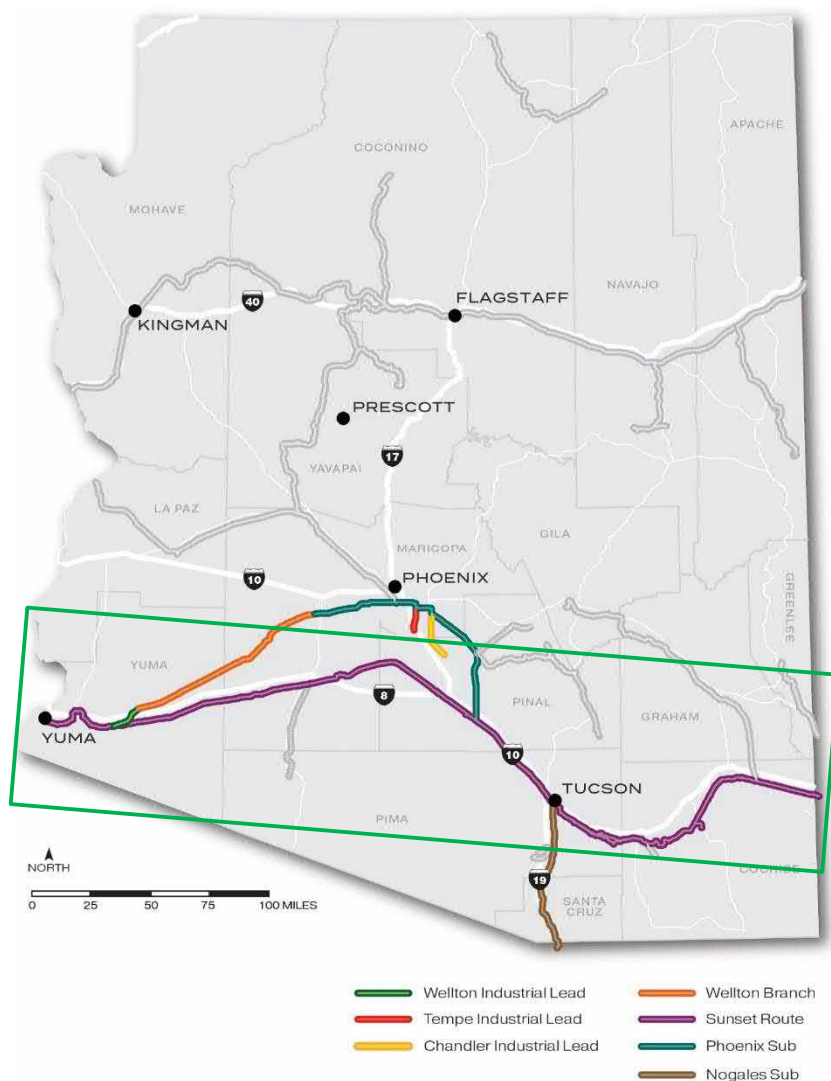 APACHE
COCONINO
MOHAVE
NAVAJO
FLAGSTAFF
40
KINGMAN
PRESCOTT
17
YAVAPAI
LA PAZ
GILA
MARICOPA
10
PHOENIX
GREENLEE
YUMA
8
PINAL
GRAHAM
YUMA
10
TUCSON
PIMA
NORTH
COCHISE
19
SANTA
CRUZ
0 25 50 75 100 MILES
Wellton Industrial Lead
Wellton Branch
Tempe Industrial Lead
Sunset Route
Chandler Industrial Lead
Phoenix Sub
Nogales Sub